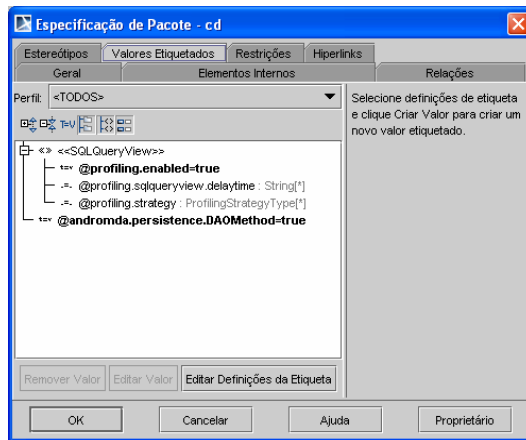 Especificação de Pacote - cd
Estereótipos Valores Etiquetados Restrições Hiperlinks
Geral Elementos Internos Relações
Perfil: <TODOS>
Selecione definições de etiqueta
e clique Criar Valor para criar um
novo valor etiquetado.
<<SQLQueryView>>
@profiling.enabled=true
@profiling.sqlqueryview.delaytime : String[*]
@profiling.strategy : ProfilingStrategyType[*]
@andromda.persistence.DAOMethod=true
Remover Valor Editar Valor Editar Definições da Etiqueta
OK Cancelar Ajuda Proprietário